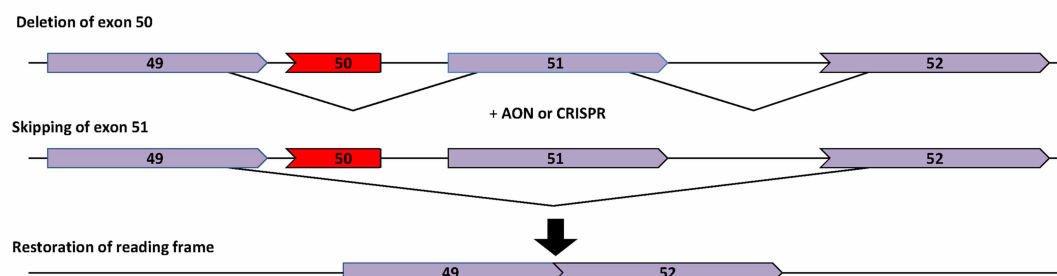 Deletion of exon 50
49 50 51 52
+ AON or CRISPR
Skipping of exon 51
49 50 51 52
Restoration of reading frame
49 52